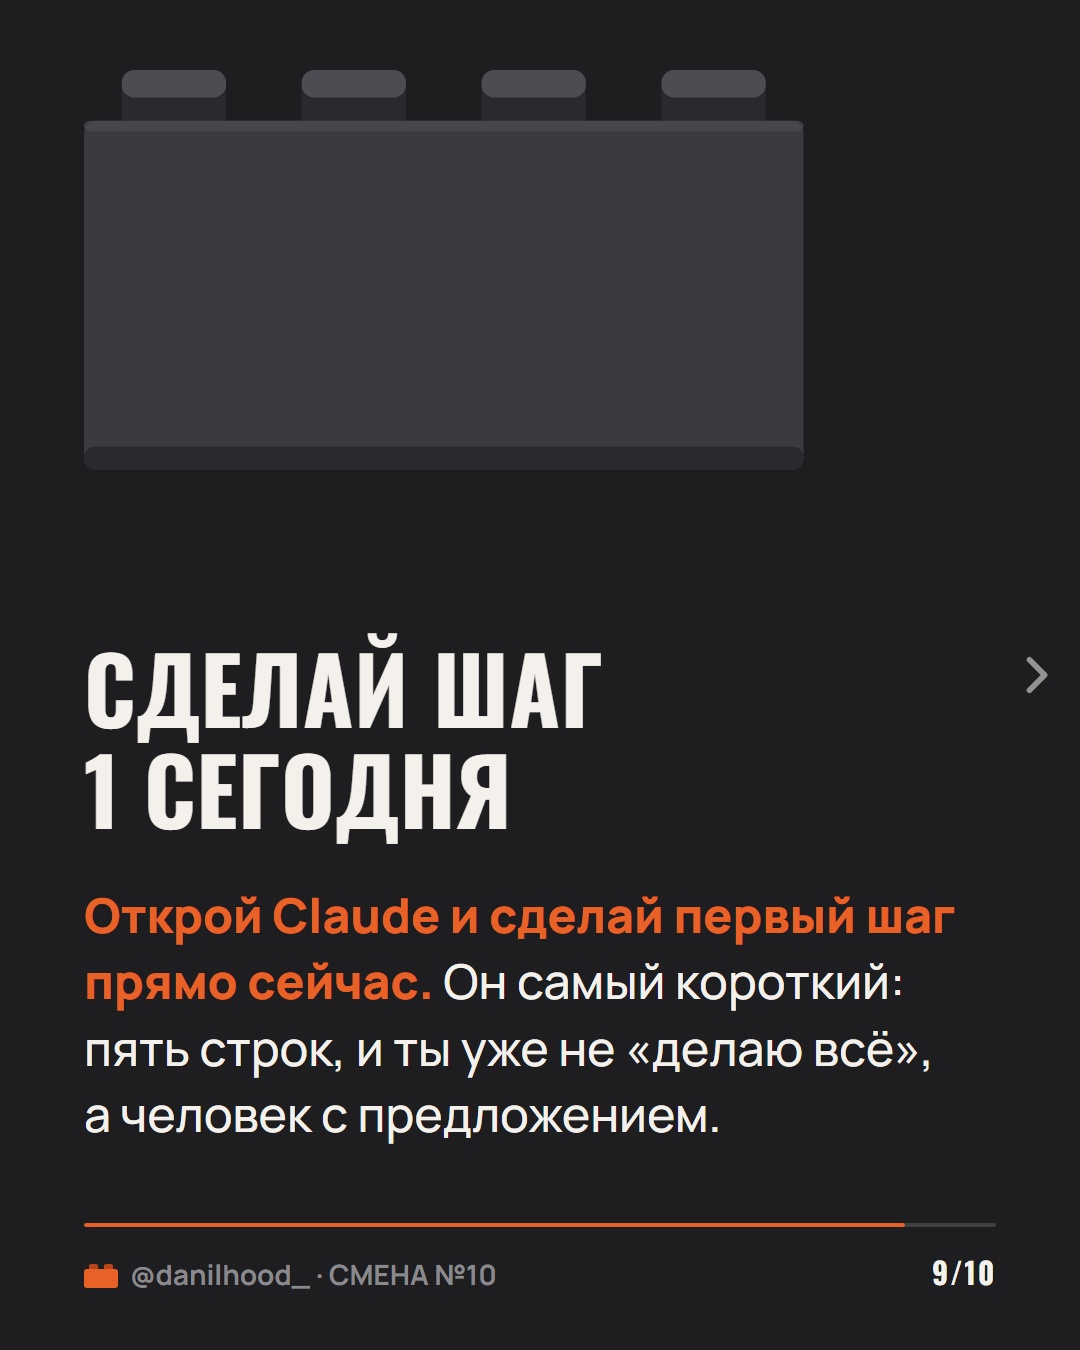 СДЕЛАЙ ШАГ
1 СЕГОДНЯ
Открой Claude и сделай первый шаг
прямо сейчас. Он самый короткий:
пять строк, и ты уже не «делаю всё»,
а человек с предложением.
@danilhood_ · СМЕНА №10
9/10